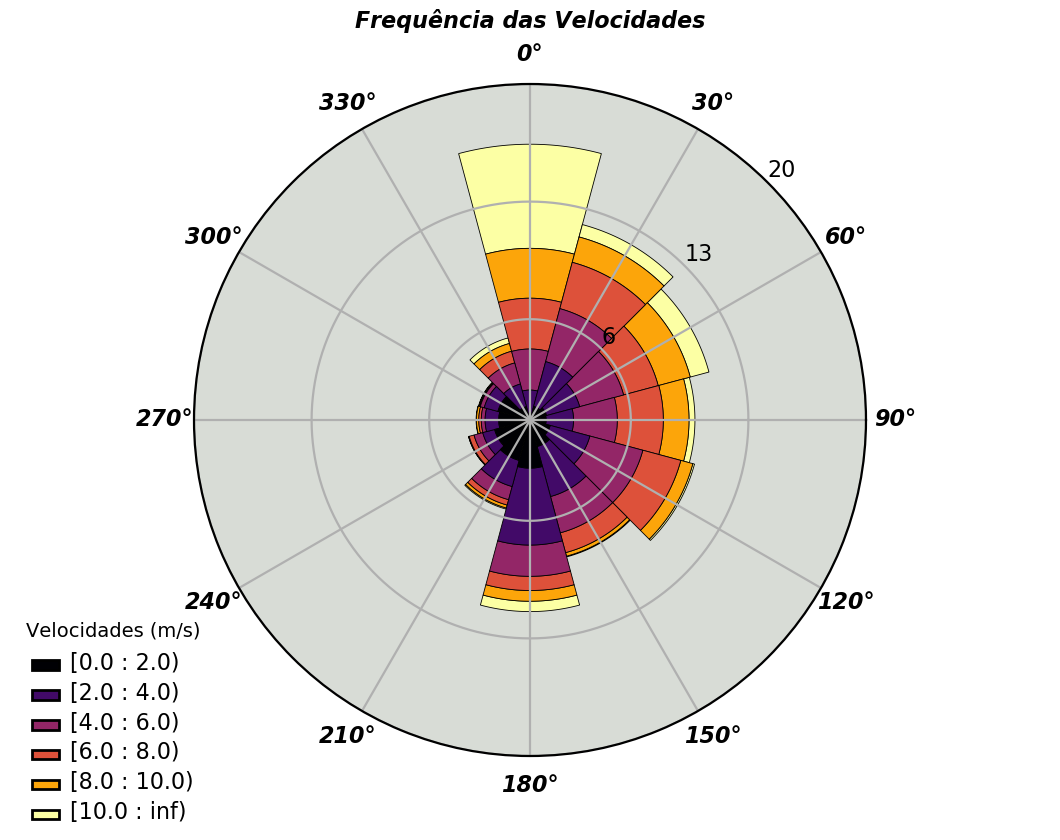 Frequência das Velocidades
0°
330°
30°
20
300°
60°
13
6
270°
90°
240°
120°
210°
150°
180°
Velocidades (m/s)
[0.0 : 2.0)
[2.0 : 4.0)
[4.0 : 6.0)
[6.0 : 8.0)
[8.0 : 10.0)
[10.0 : inf)